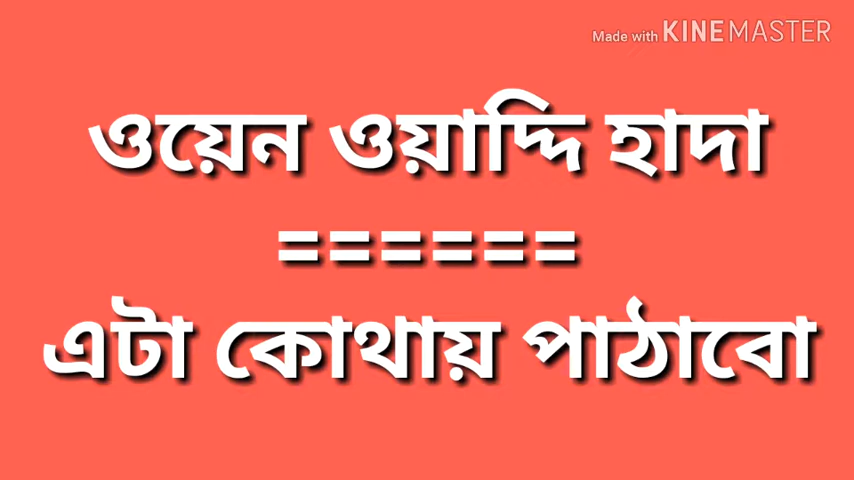 Made with KINEMASTER
ওয়েন ওয়াদ্দি হাদা
======
এটা কোথায় পাঠাবো